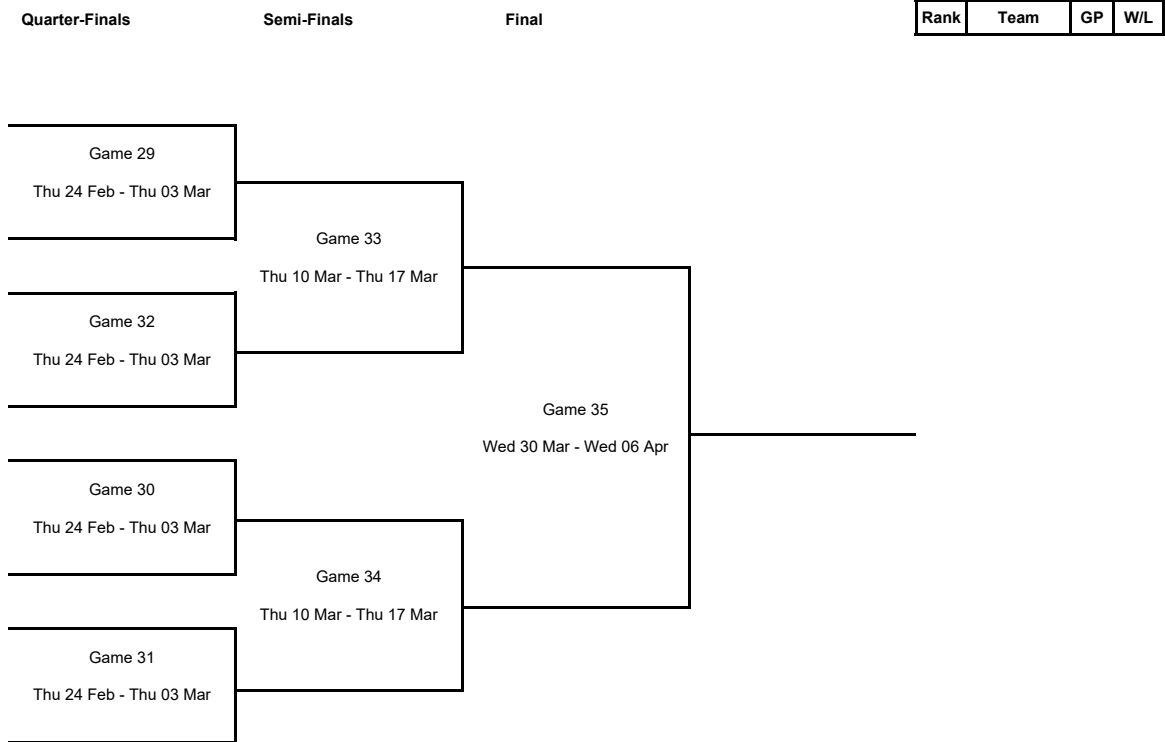 Quarter-Finals Semi-Finals Final
Rank Team GP W/L
Game 29
Thu 24 Feb - Thu 03 Mar
Game 33
Thu 10 Mar - Thu 17 Mar
Game 32
Thu 24 Feb - Thu 03 Mar
Game 35
Wed 30 Mar - Wed 06 Apr
Game 30
Thu 24 Feb - Thu 03 Mar
Game 34
Thu 10 Mar - Thu 17 Mar
Game 31
Thu 24 Feb - Thu 03 Mar